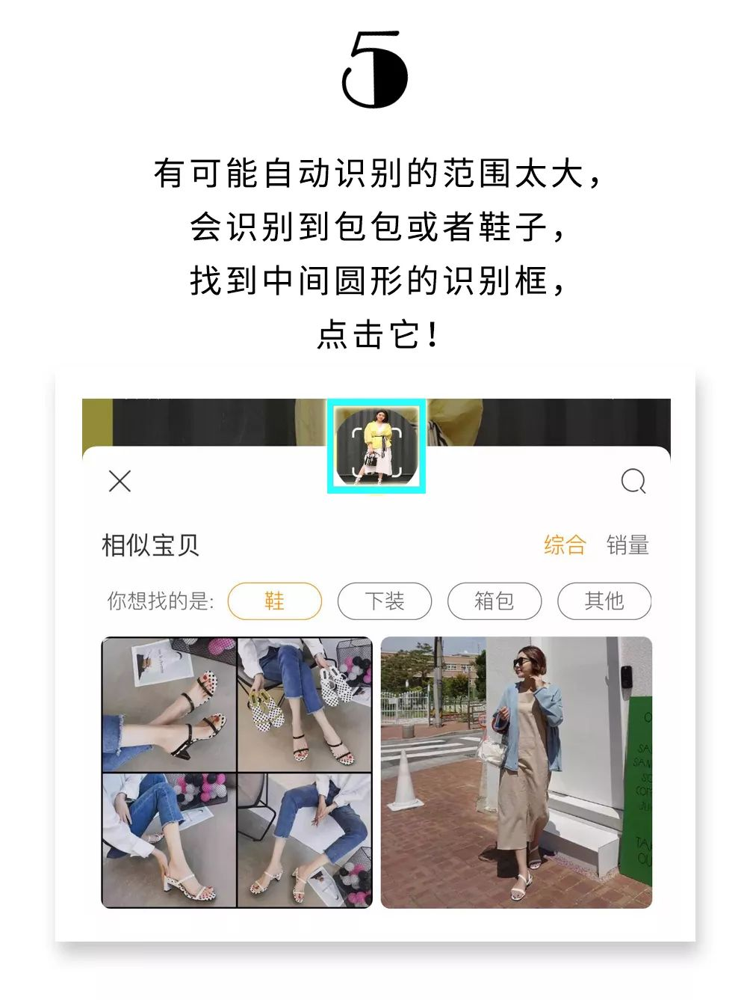 5
有可能自动识别的范围太大，
会识别到包包或者鞋子，
找到中间圆形的识别框，
点击它！
相似宝贝
综合 销量
你想找的是: 鞋 下装 箱包 其他